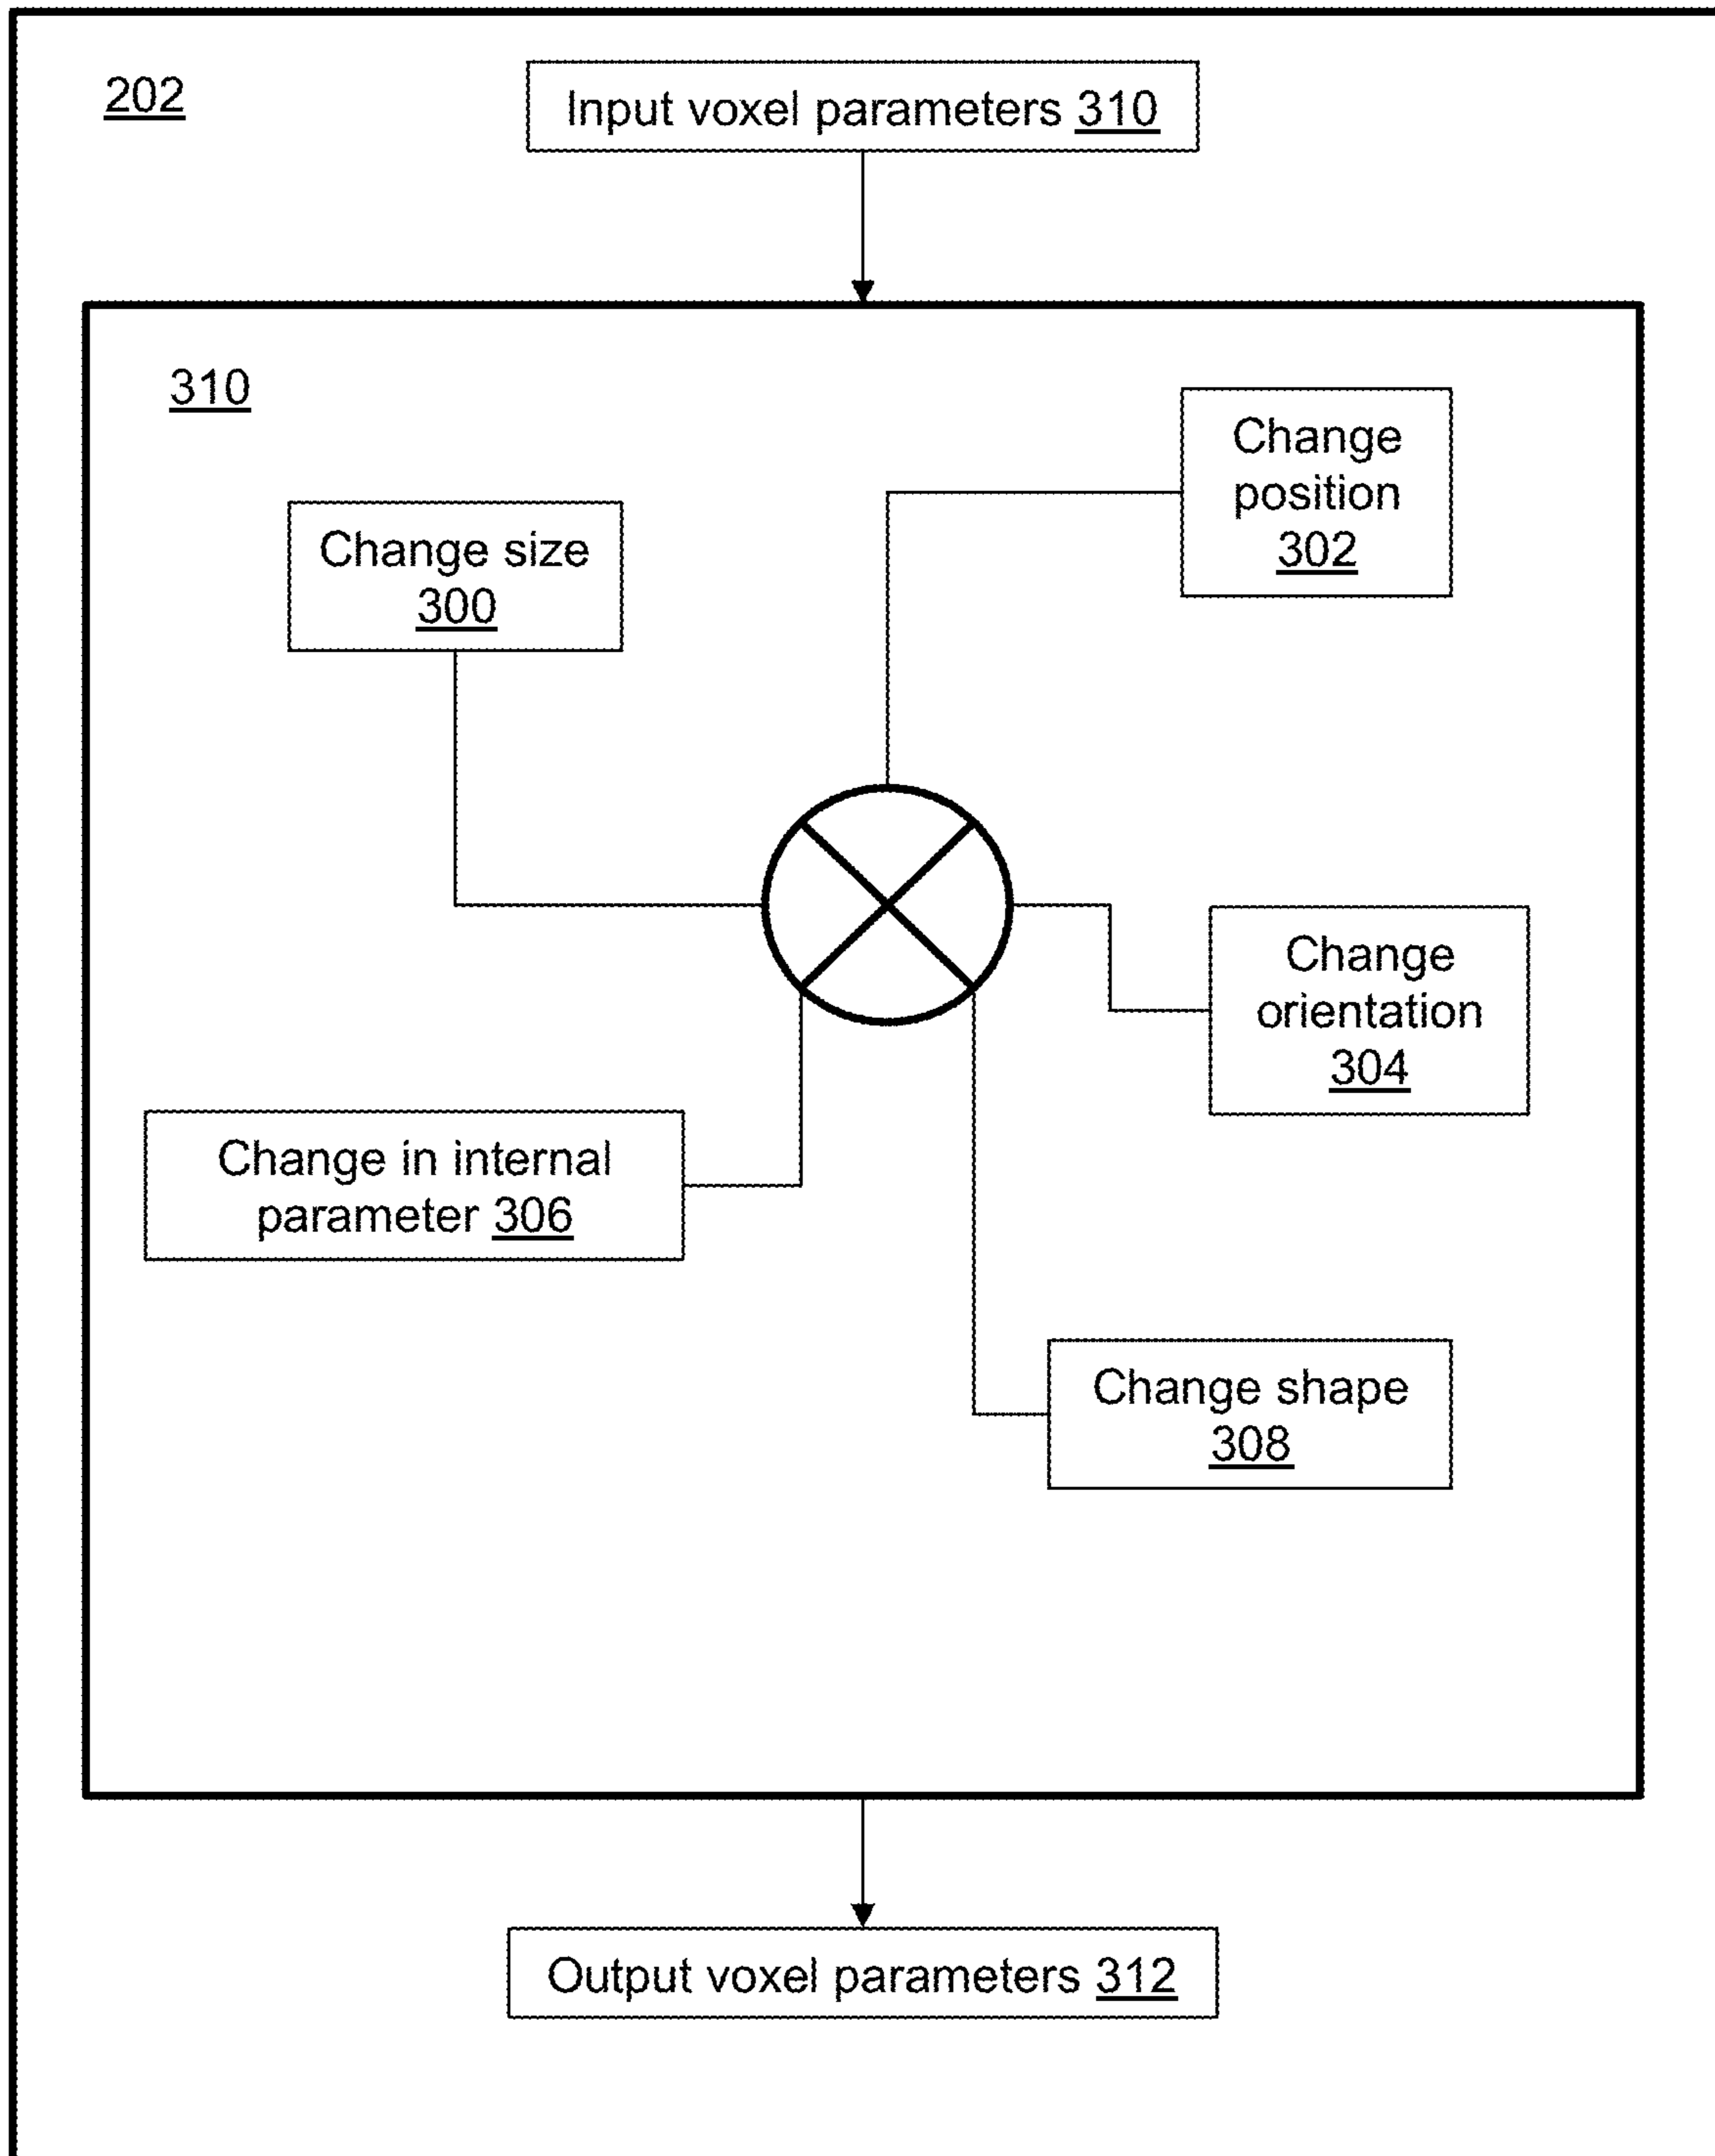 202
Input voxel parameters 310
310
Change
position
302
Change size
300
Change
orientation
304
Change in internal
parameter 306
Change shape
308
Output voxel parameters 312